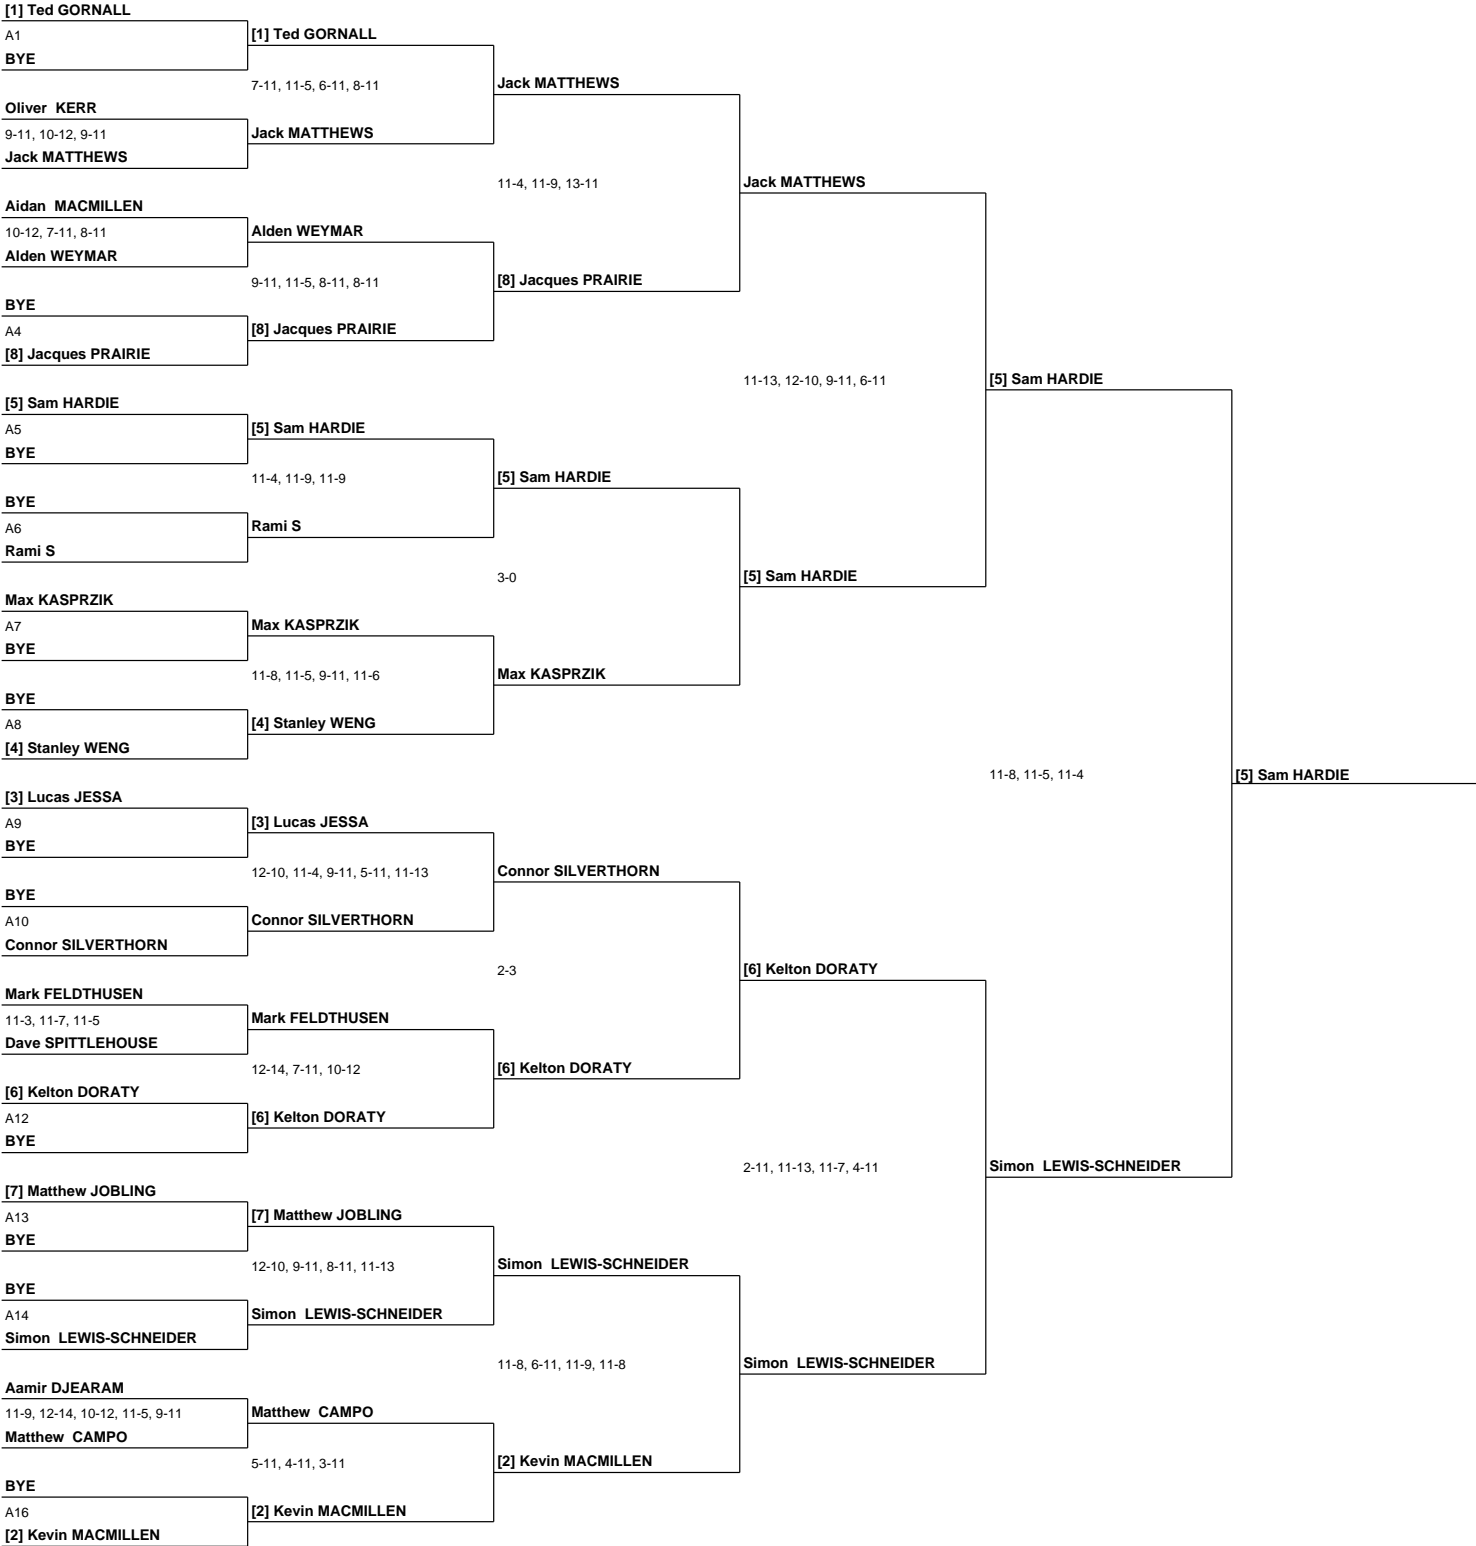 [1] Ted GORNALL
A1
BYE
Oliver  KERR
9-11, 10-12, 9-11
Jack MATTHEWS
Aidan  MACMILLEN
10-12, 7-11, 8-11
Alden WEYMAR
BYE
A4
[8] Jacques PRAIRIE
[5] Sam HARDIE
A5
BYE
BYE
A6
Rami S
Max KASPRZIK
A7
BYE
BYE
A8
[4] Stanley WENG
[3] Lucas JESSA
A9
BYE
BYE
A10
Connor SILVERTHORN
Mark FELDTHUSEN
11-3, 11-7, 11-5
Dave SPITTLEHOUSE
[6] Kelton DORATY
A12
BYE
[7] Matthew JOBLING
A13
BYE
BYE
A14
Simon  LEWIS-SCHNEIDER
Aamir DJEARAM
11-9, 12-14, 10-12, 11-5, 9-11
Matthew  CAMPO
BYE
A16
[2] Kevin MACMILLEN
[1] Ted GORNALL
7-11, 11-5, 6-11, 8-11
Jack MATTHEWS
Alden WEYMAR
9-11, 11-5, 8-11, 8-11
[8] Jacques PRAIRIE
[5] Sam HARDIE
11-4, 11-9, 11-9
Rami S
Max KASPRZIK
11-8, 11-5, 9-11, 11-6
[4] Stanley WENG
[3] Lucas JESSA
12-10, 11-4, 9-11, 5-11, 11-13
Connor SILVERTHORN
Mark FELDTHUSEN
12-14, 7-11, 10-12
[6] Kelton DORATY
[7] Matthew JOBLING
12-10, 9-11, 8-11, 11-13
Simon  LEWIS-SCHNEIDER
Matthew  CAMPO
5-11, 4-11, 3-11
[2] Kevin MACMILLEN
Jack MATTHEWS
11-4, 11-9, 13-11
[8] Jacques PRAIRIE
[5] Sam HARDIE
3-0
Max KASPRZIK
Connor SILVERTHORN
2-3
[6] Kelton DORATY
Simon  LEWIS-SCHNEIDER
11-8, 6-11, 11-9, 11-8
[2] Kevin MACMILLEN
Jack MATTHEWS
11-13, 12-10, 9-11, 6-11
[5] Sam HARDIE
[6] Kelton DORATY
2-11, 11-13, 11-7, 4-11
Simon  LEWIS-SCHNEIDER
[5] Sam HARDIE
11-8, 11-5, 11-4
Simon  LEWIS-SCHNEIDER
[5] Sam HARDIE